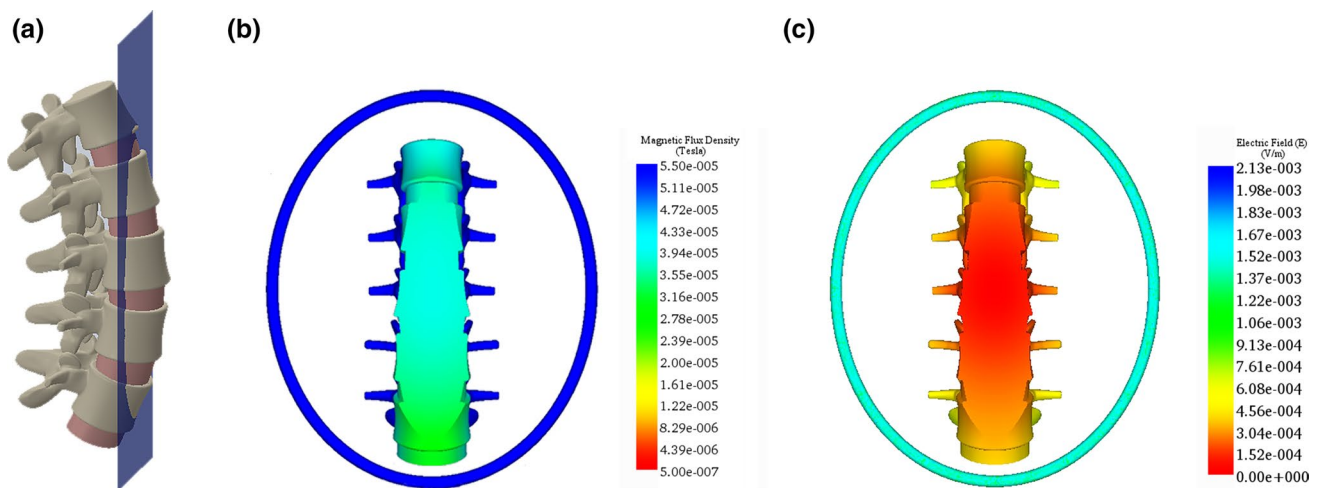 (a)
(b)
(c)
Magnetic Flux Density
(Tesla)
5.50e-005
5.11e-005
4.72e-005
4.33e-005
3.94e-005
3.55e-005
3.16e-005
2.78e-005
2.39e-005
2.00e-005
1.61e-005
1.22e-005
8.29e-006
4.39e-006
5.00e-007
Electric Field (E)
(V/m)
2.13e-003
1.98e-003
1.83e-003
1.67e-003
1.52e-003
1.37e-003
1.22e-003
1.06e-003
9.13e-004
7.61e-004
6.08e-004
4.56e-004
3.04e-004
1.52e-004
0.00e+000